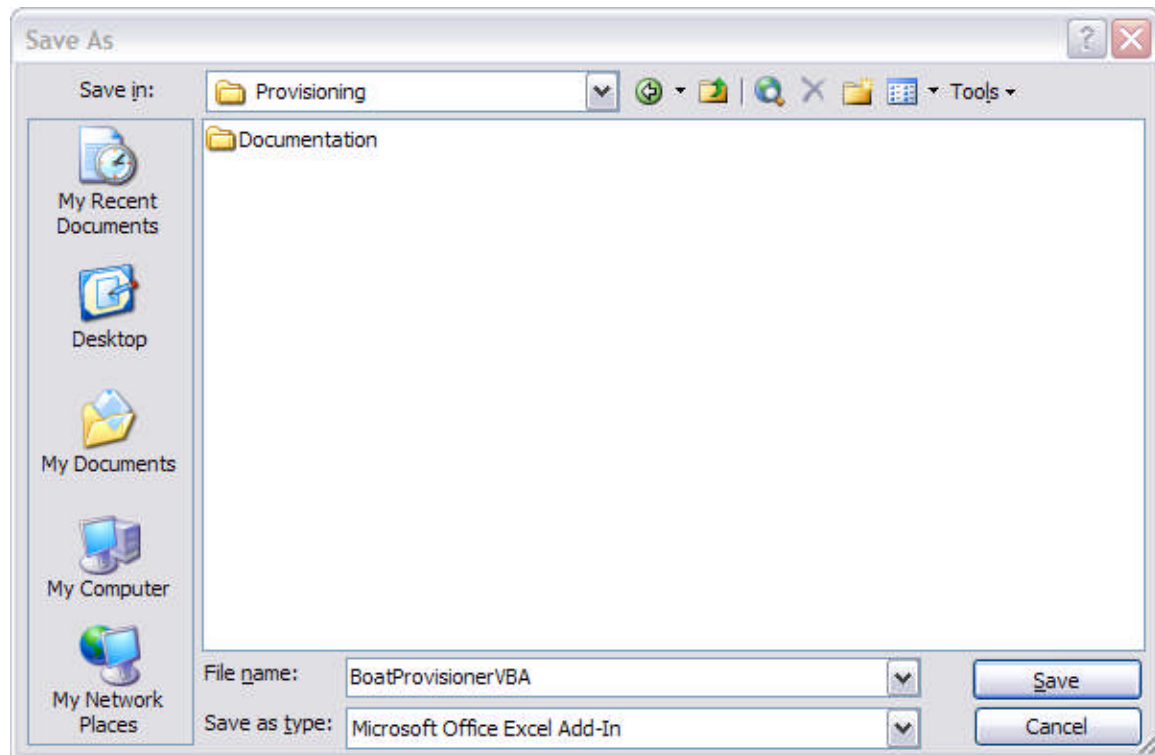 Save As
Save in:
Provisioning
Tools
Documentation
My Recent
Documents
Desktop
My Documents
My Computer
My Network
Places
File name:
BoatProvisionerVBA
Save
Save as type:
Microsoft Office Excel Add-In
Cancel